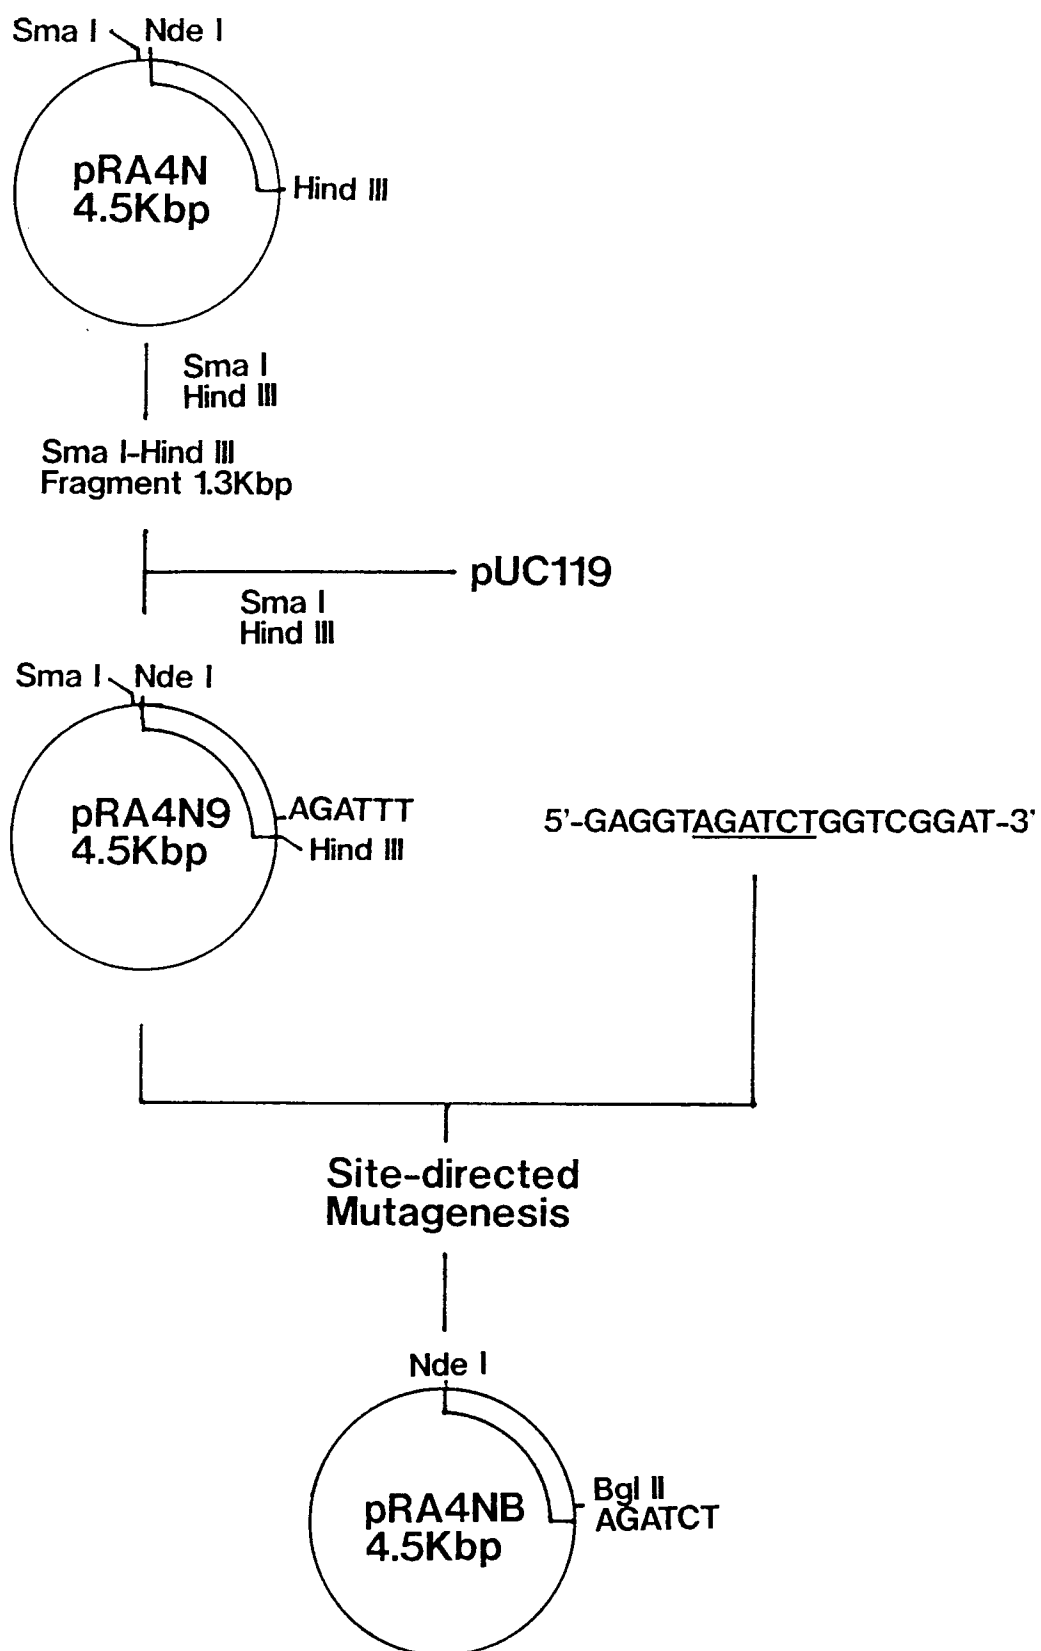 Sma I Nde I
pRA4N
4.5Kbp
Hind III
Sma I
Hind III
Sma I-Hind III
Fragment 1.3Kbp
pUC119
Sma I
Hind III
Sma I Nde I
pRA4N9
4.5Kbp
AGATTT
Hind III
5'-GAGGTAGATCTGGTCGGAT-3'
Site-directed
Mutagenesis
Nde I
pRA4NB
4.5Kbp
Bgl II
AGATCT